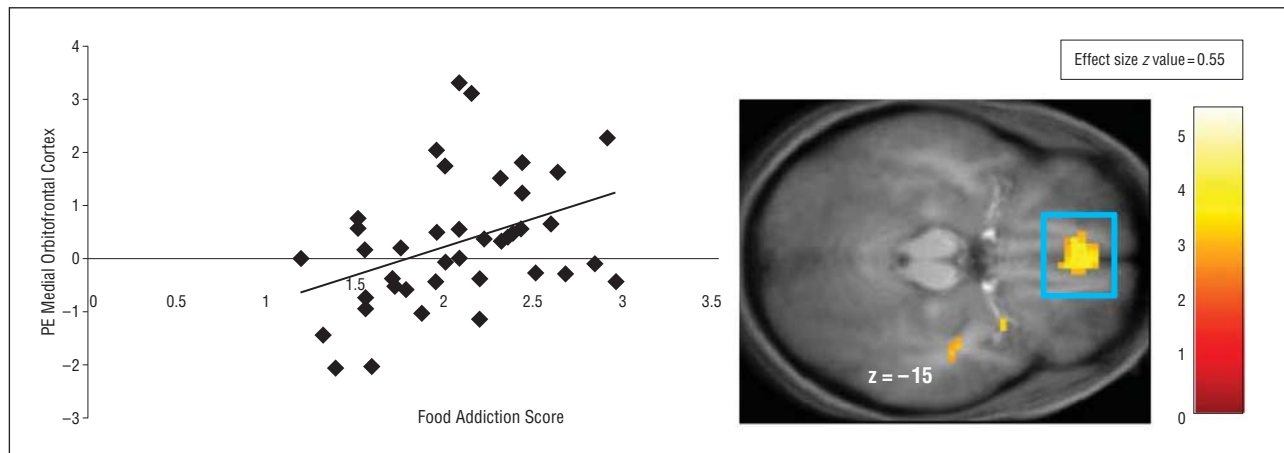 4
3
2
1
0
–1
–2
–3
PE Medial Orbitofrontal Cortex
0 0.5 1 1.5 2 2.5 3 3.5
Food Addiction Score
z = –15
Effect size z value = 0.55
5
4
3
2
1
0